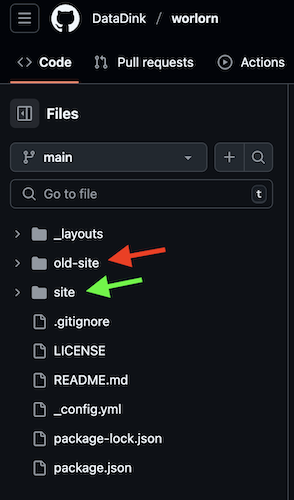 DataDink / worlorn
Code Pull requests Actions
Files
main
Go to file t
_layouts
old-site
site
.gitignore
LICENSE
README.md
_config.yml
package-lock.json
package.json